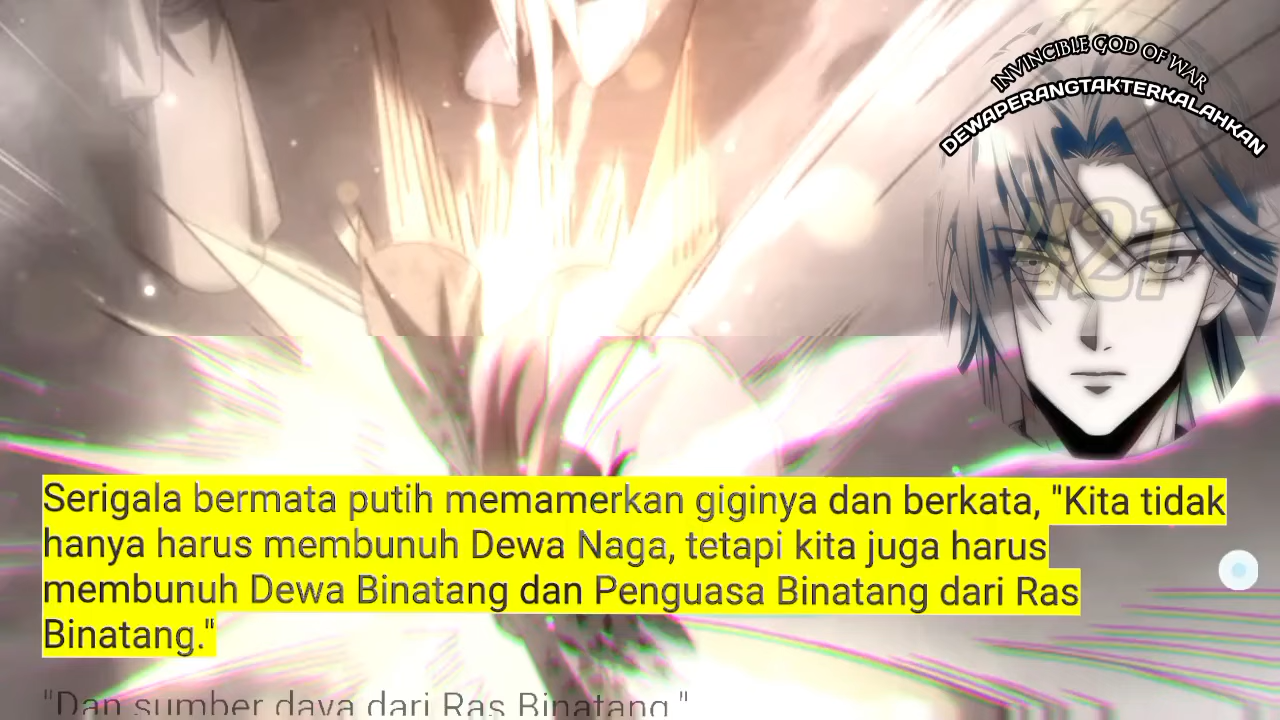 INVINCIBLE GOD OF WAR
DEWAPERANGTAKTERKALAHKAN
421
Serigala bermata putih memamerkan giginya dan berkata, "Kita tidak
hanya harus membunuh Dewa Naga, tetapi kita juga harus
membunuh Dewa Binatang dan Penguasa Binatang dari Ras
Binatang."
"Dan sumber daya dari Ras Binatang."